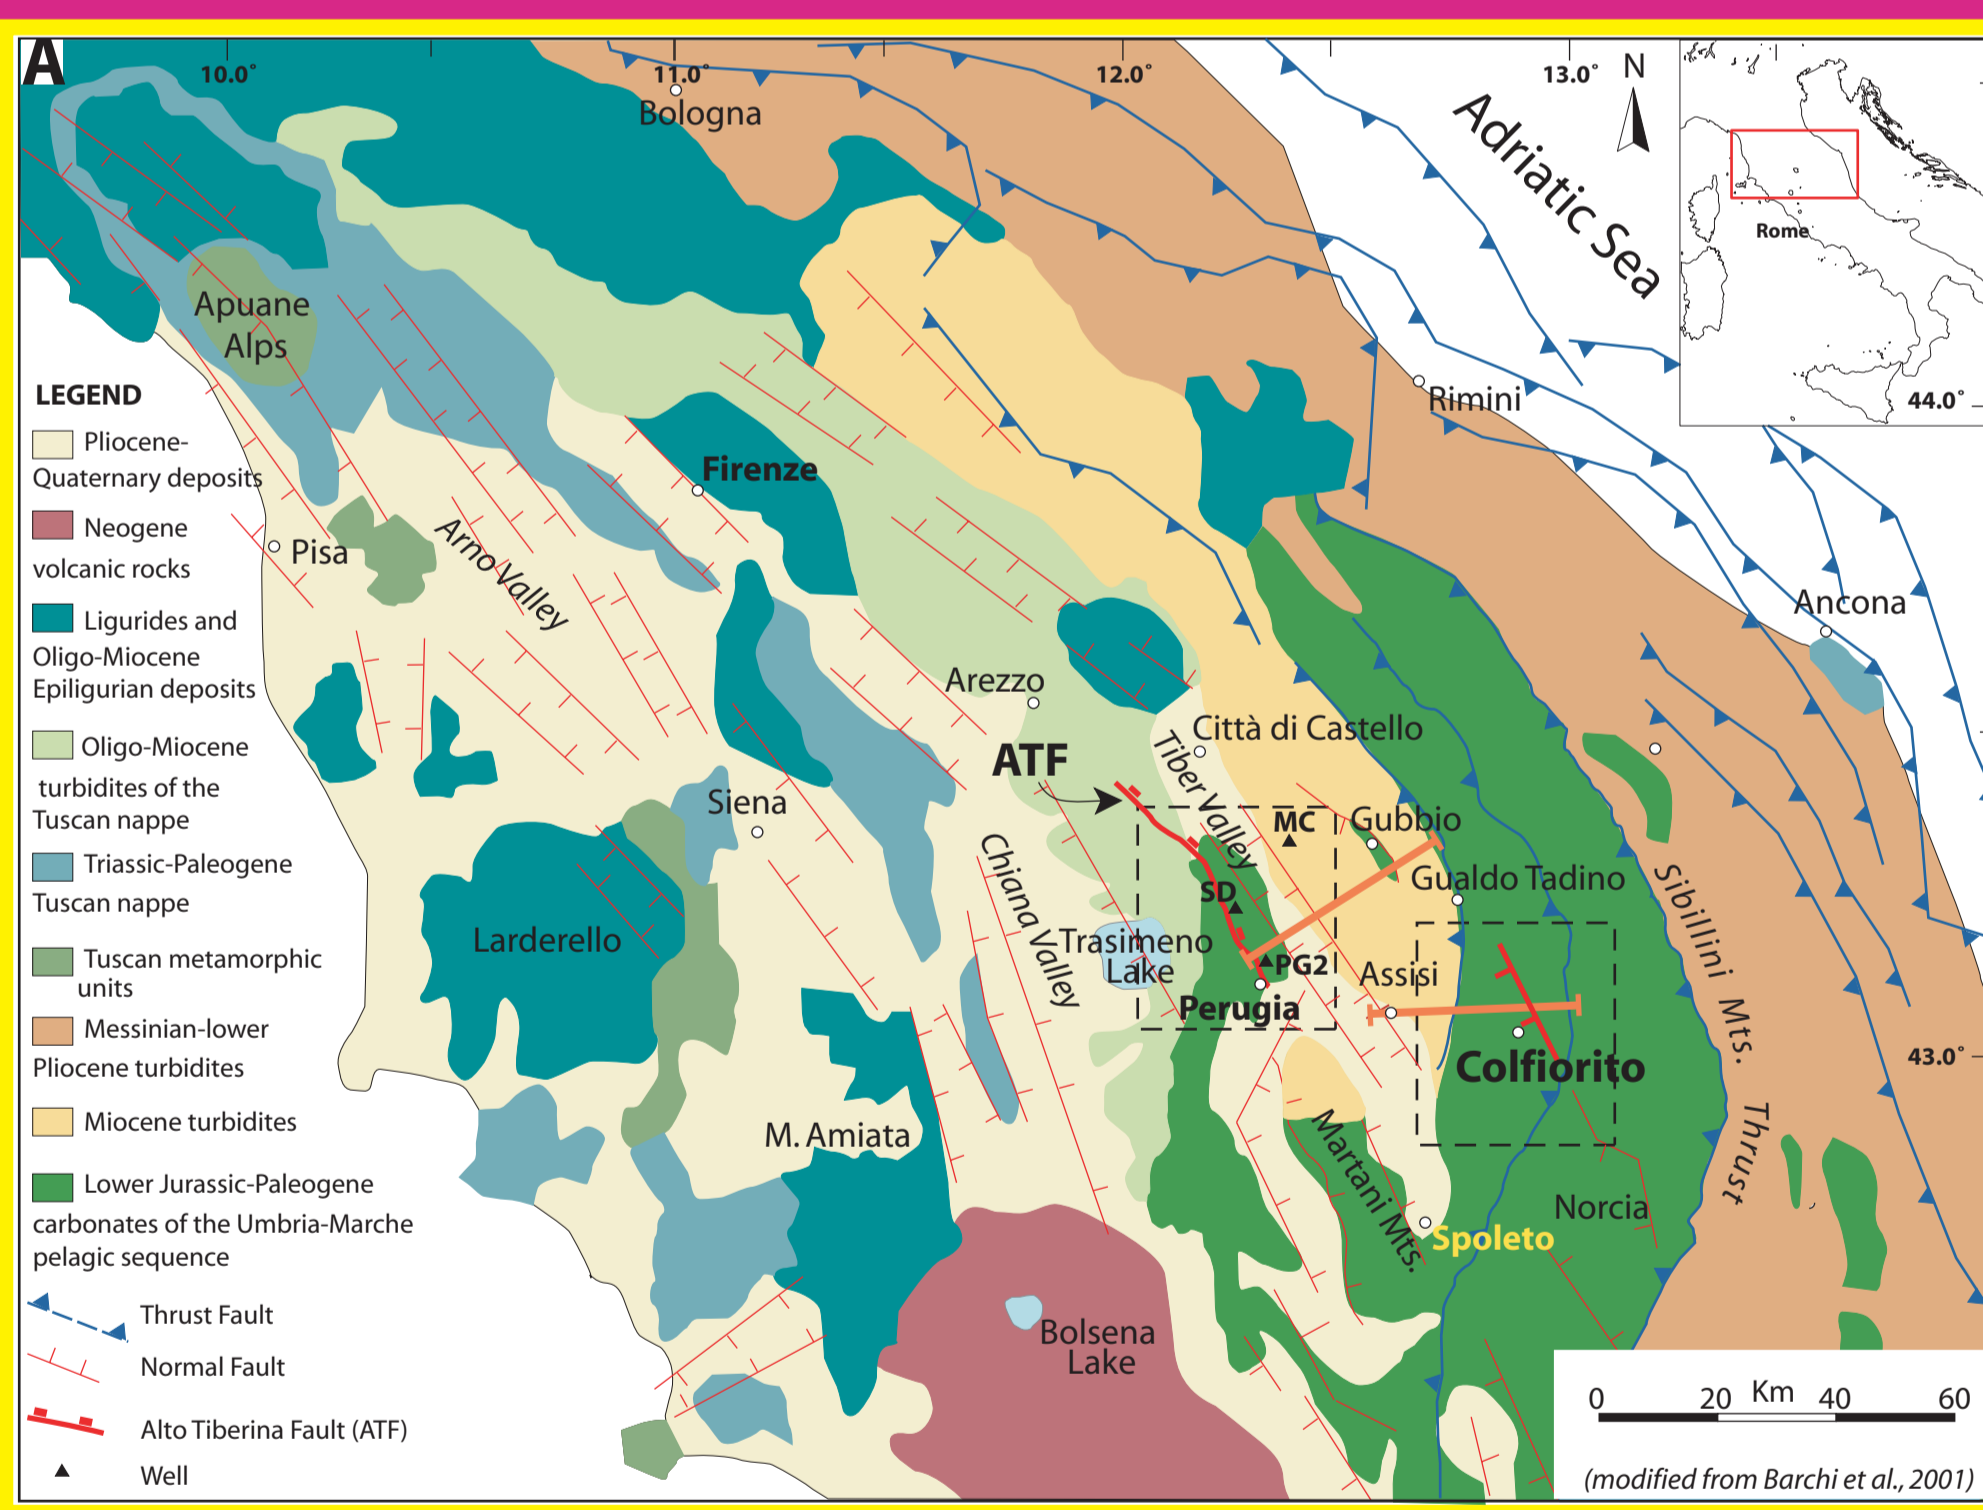 A
10.0°
11.0°
12.0°
13.0°
N
Bologna
Adriatic Sea
Rome
44.0°
Apuane
Alps
Rimini
LEGEND
Pliocene-
Quaternary deposits
Neogene
volcanic rocks
Ligurides and
Oligo-Miocene
Epiligurian deposits
Oligo-Miocene
turbidites of the
Tuscan nappe
Triassic-Paleogene
Tuscan nappe
Tuscan metamorphic
units
Messinian-lower
Pliocene turbidites
Miocene turbidites
Lower Jurassic-Paleogene
carbonates of the Umbria-Marche
pelagic sequence
Thrust Fault
Normal Fault
Alto Tiberina Fault (ATF)
Well
Firenze
Pisa
Arno Valley
Ancona
Arezzo
Città di Castello
ATF
Tiber Valley
Siena
MC
Gubbio
Chiana Valley
SD
Gualdo Tadino
Sibillini Mts. Thrust
Larderello
Trasimeno
Lake
PG2
Assisi
Perugia
43.0°
Colfiorito
M. Amiata
Martani Mts.
Norcia
Spoleto
Bolsena
Lake
0 20 Km 40 60
(modified from Barchi et al., 2001)